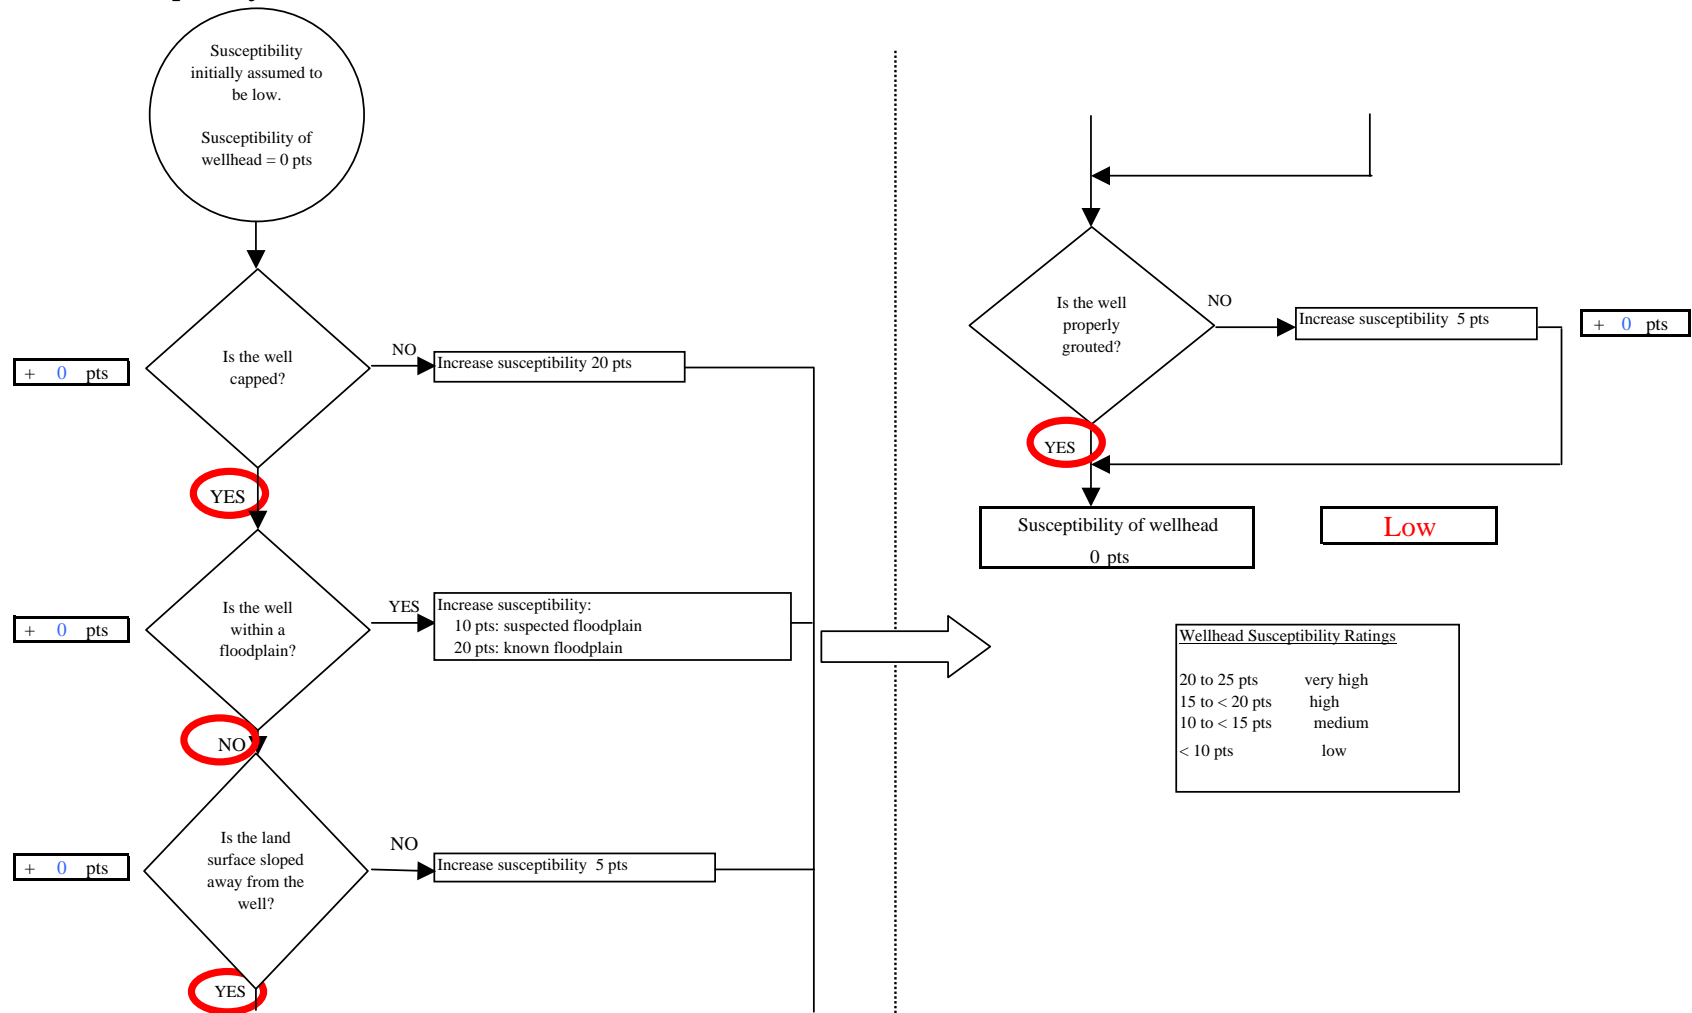 Susceptibility
initially assumed to
be low.
Susceptibility of
wellhead = 0 pts
Is the well
capped?
NO
Increase susceptibility 20 pts
+ 0 pts
YES
Is the well
within a
floodplain?
YES
Increase susceptibility:
10 pts: suspected floodplain
20 pts: known floodplain
+ 0 pts
NO
Is the land
surface sloped
away from the
well?
NO
Increase susceptibility 5 pts
+ 0 pts
YES
Is the well
properly
grouted?
NO
Increase susceptibility 5 pts
+ 0 pts
YES
Susceptibility of wellhead
0 pts
Low
Wellhead Susceptibility Ratings
20 to 25 pts very high
15 to < 20 pts high
10 to < 15 pts medium
< 10 pts low